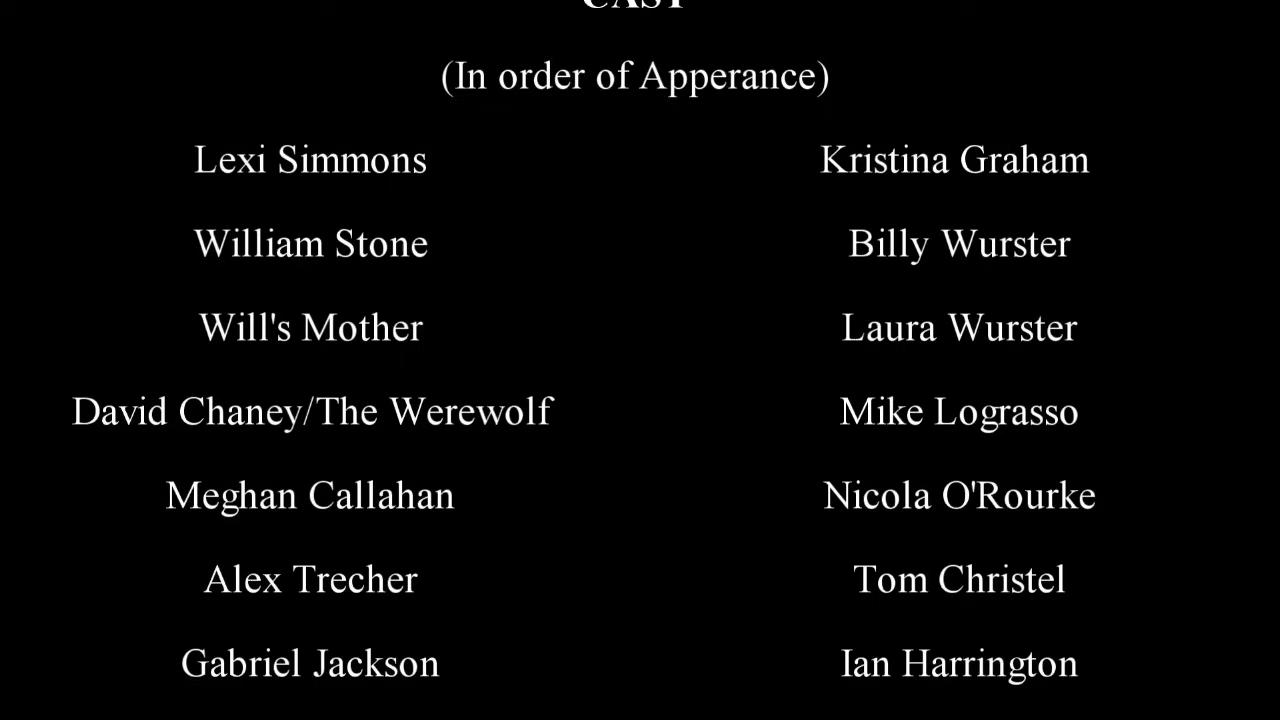 CAST
(In order of Apperance)
Lexi Simmons Kristina Graham
William Stone Billy Wurster
Will's Mother Laura Wurster
David Chaney/The Werewolf Mike Lograsso
Meghan Callahan Nicola O'Rourke
Alex Trecher Tom Christel
Gabriel Jackson Ian Harrington